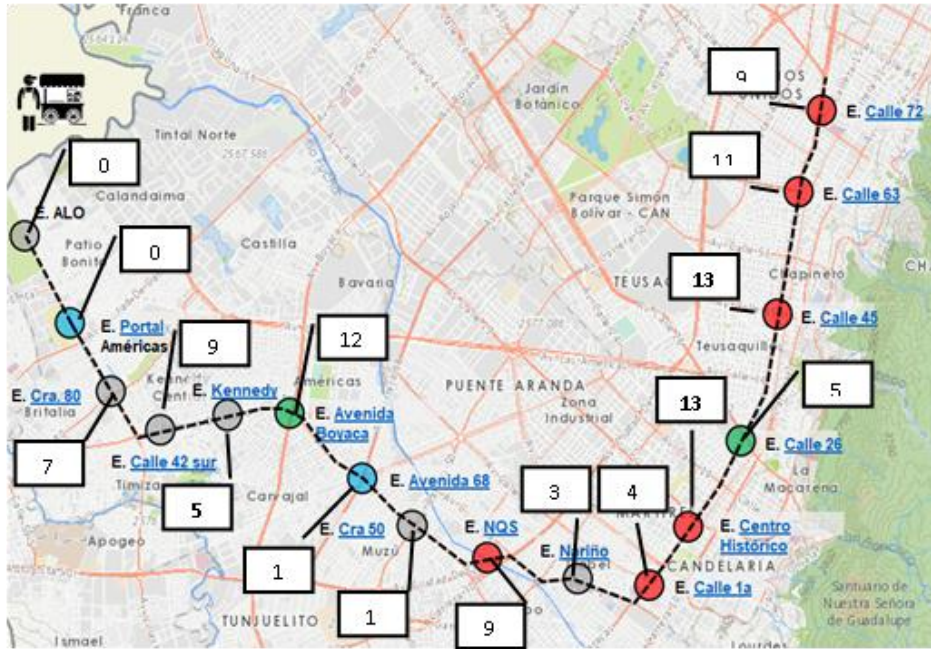 Franca
Tintal Norte
0
Calandaima
E. ALO
Patio
Bonito
0
Castilla
Bavaria
Jardín
Botánico
Parque Simón
Bolívar - CAN
9
E. Calle 72
11
E. Calle 63
13
Chapinero
E. Calle 45
Teusaquillo
E. Portal
Américas
9
12
E. Kennedy
Américas
PUENTE ARANDA
Zona
Industrial
13
5
E. Cra. 80
Britalia
E. Avenida
Boyaca
E. Calle 26
La
Macarena
7
E. Calle 42 sur
5
Carvajal
E. Avenida 68
3
4
Apogeo
E. Cra 50
Muzú
E. NQS
E. Nariño
E. Centro
Histórico
CANDELARIA
E. Calle 1a
1
1
9
TUNJUELITO
Ismael
Lourdes
Santuario de
Nuestra Señora
de Guadalupe